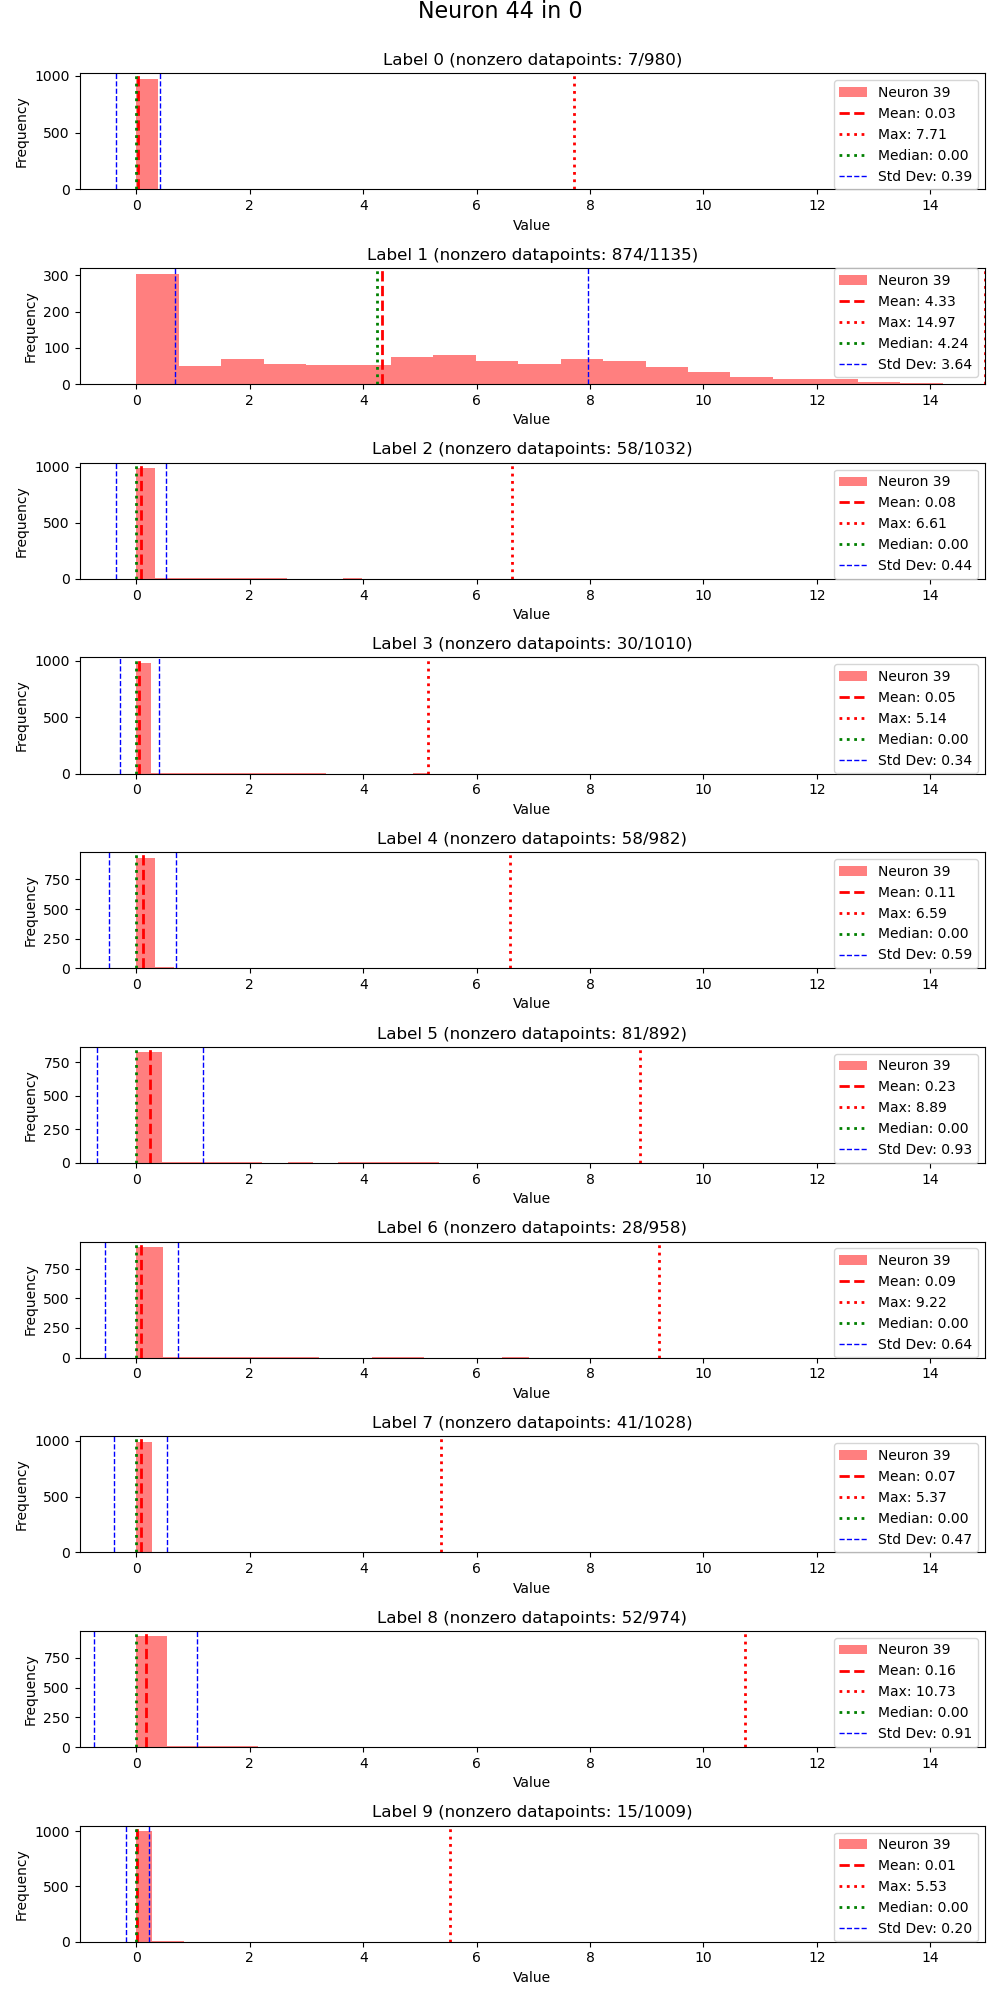 Neuron 44 in 0
Label 0 (nonzero datapoints: 7/980)
Frequency
1000
500
0
Neuron 39
Mean: 0.03
Max: 7.71
Median: 0.00
Std Dev: 0.39
0 2 4 6 8 10 12 14
Value
Label 1 (nonzero datapoints: 874/1135)
Frequency
300
200
100
0
Neuron 39
Mean: 4.33
Max: 14.97
Median: 4.24
Std Dev: 3.64
0 2 4 6 8 10 12 14
Value
Label 2 (nonzero datapoints: 58/1032)
Frequency
1000
500
0
Neuron 39
Mean: 0.08
Max: 6.61
Median: 0.00
Std Dev: 0.44
0 2 4 6 8 10 12 14
Value
Label 3 (nonzero datapoints: 30/1010)
Frequency
1000
500
0
Neuron 39
Mean: 0.05
Max: 5.14
Median: 0.00
Std Dev: 0.34
0 2 4 6 8 10 12 14
Value
Label 4 (nonzero datapoints: 58/982)
Frequency
750
500
250
0
Neuron 39
Mean: 0.11
Max: 6.59
Median: 0.00
Std Dev: 0.59
0 2 4 6 8 10 12 14
Value
Label 5 (nonzero datapoints: 81/892)
Frequency
750
500
250
0
Neuron 39
Mean: 0.23
Max: 8.89
Median: 0.00
Std Dev: 0.93
0 2 4 6 8 10 12 14
Value
Label 6 (nonzero datapoints: 28/958)
Frequency
750
500
250
0
Neuron 39
Mean: 0.09
Max: 9.22
Median: 0.00
Std Dev: 0.64
0 2 4 6 8 10 12 14
Value
Label 7 (nonzero datapoints: 41/1028)
Frequency
1000
500
0
Neuron 39
Mean: 0.07
Max: 5.37
Median: 0.00
Std Dev: 0.47
0 2 4 6 8 10 12 14
Value
Label 8 (nonzero datapoints: 52/974)
Frequency
750
500
250
0
Neuron 39
Mean: 0.16
Max: 10.73
Median: 0.00
Std Dev: 0.91
0 2 4 6 8 10 12 14
Value
Label 9 (nonzero datapoints: 15/1009)
Frequency
1000
500
0
Neuron 39
Mean: 0.01
Max: 5.53
Median: 0.00
Std Dev: 0.20
0 2 4 6 8 10 12 14
Value